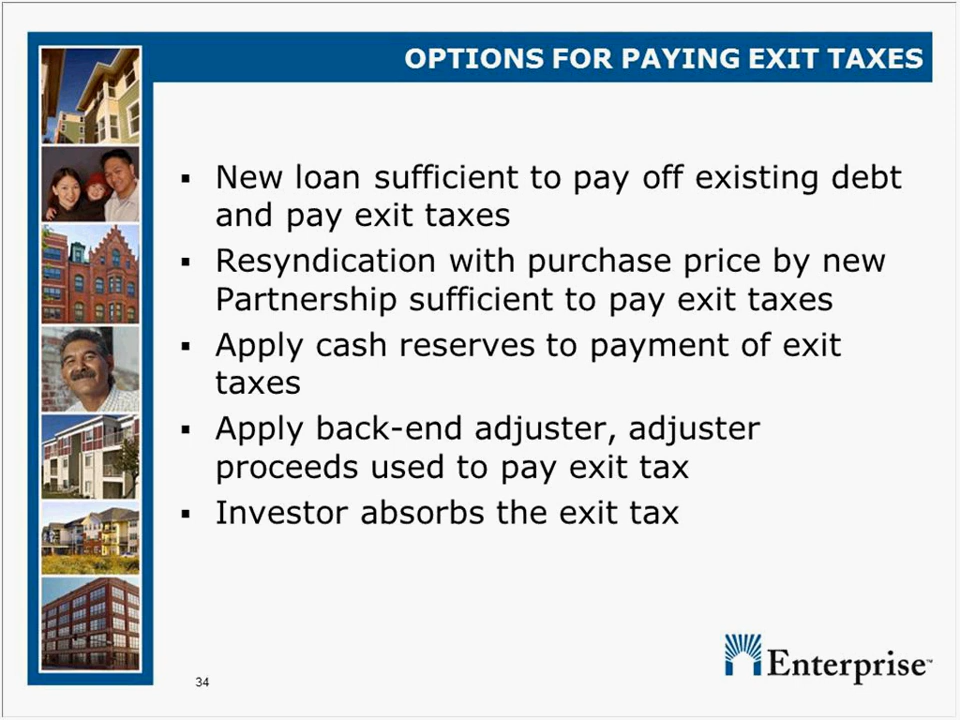 OPTIONS FOR PAYING EXIT TAXES
▪ New loan sufficient to pay off existing debt
and pay exit taxes
▪ Resyndication with purchase price by new
Partnership sufficient to pay exit taxes
▪ Apply cash reserves to payment of exit
taxes
▪ Apply back-end adjuster, adjuster
proceeds used to pay exit tax
▪ Investor absorbs the exit tax
Enterprise™
34